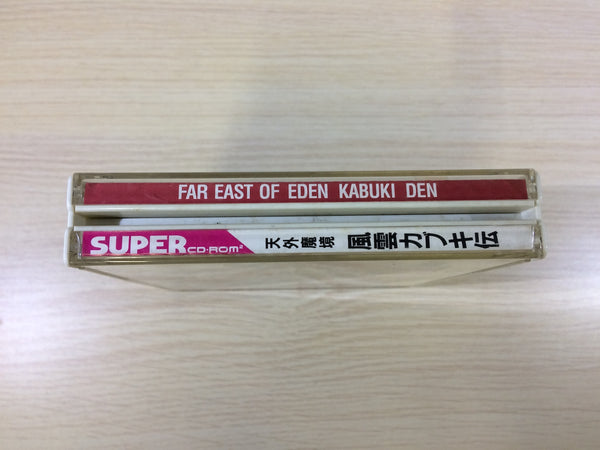 FAR EAST OF EDEN KABUKI DEN
SUPER CD-ROM² 天外魔境 風雲カブキ伝